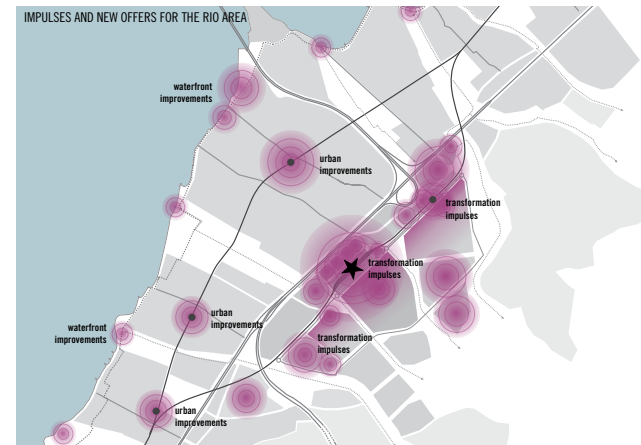 IMPULSES AND NEW OFFERS FOR THE RIO AREA
waterfront
improvements
urban
improvements
transformation
impulses
transformation
impulses
urban
improvements
waterfront
improvements
transformation
impulses
urban
improvements